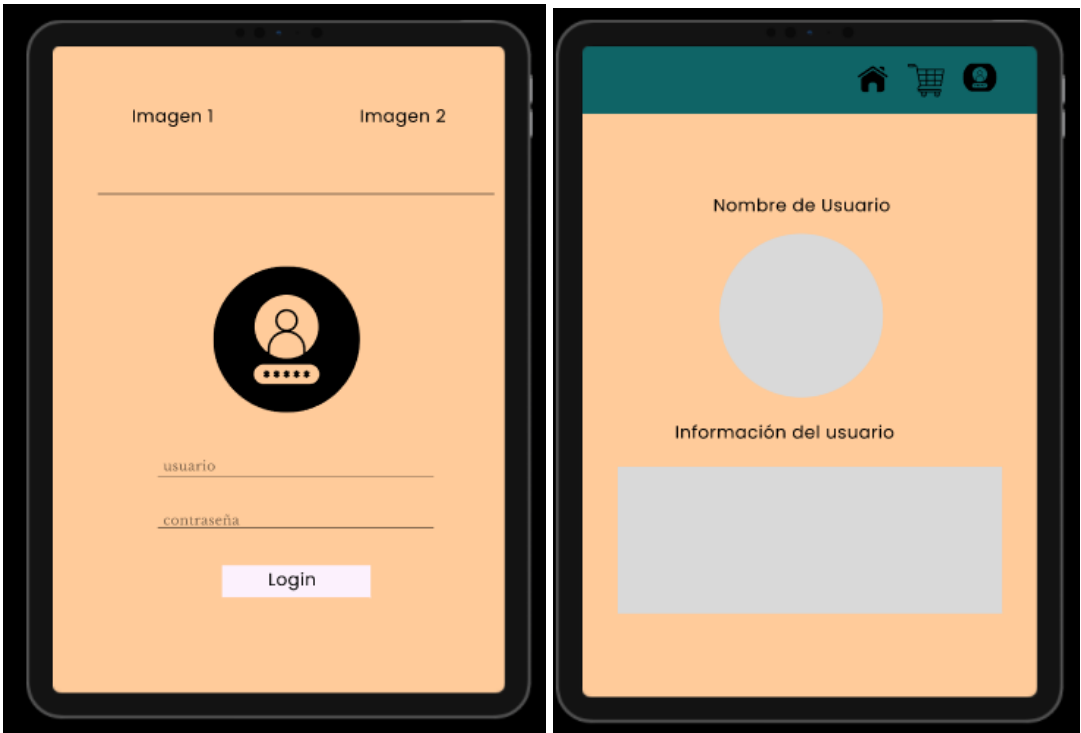 Imagen 1
Imagen 2
*****
usuario
contraseña
Login
Nombre de Usuario
Información del usuario